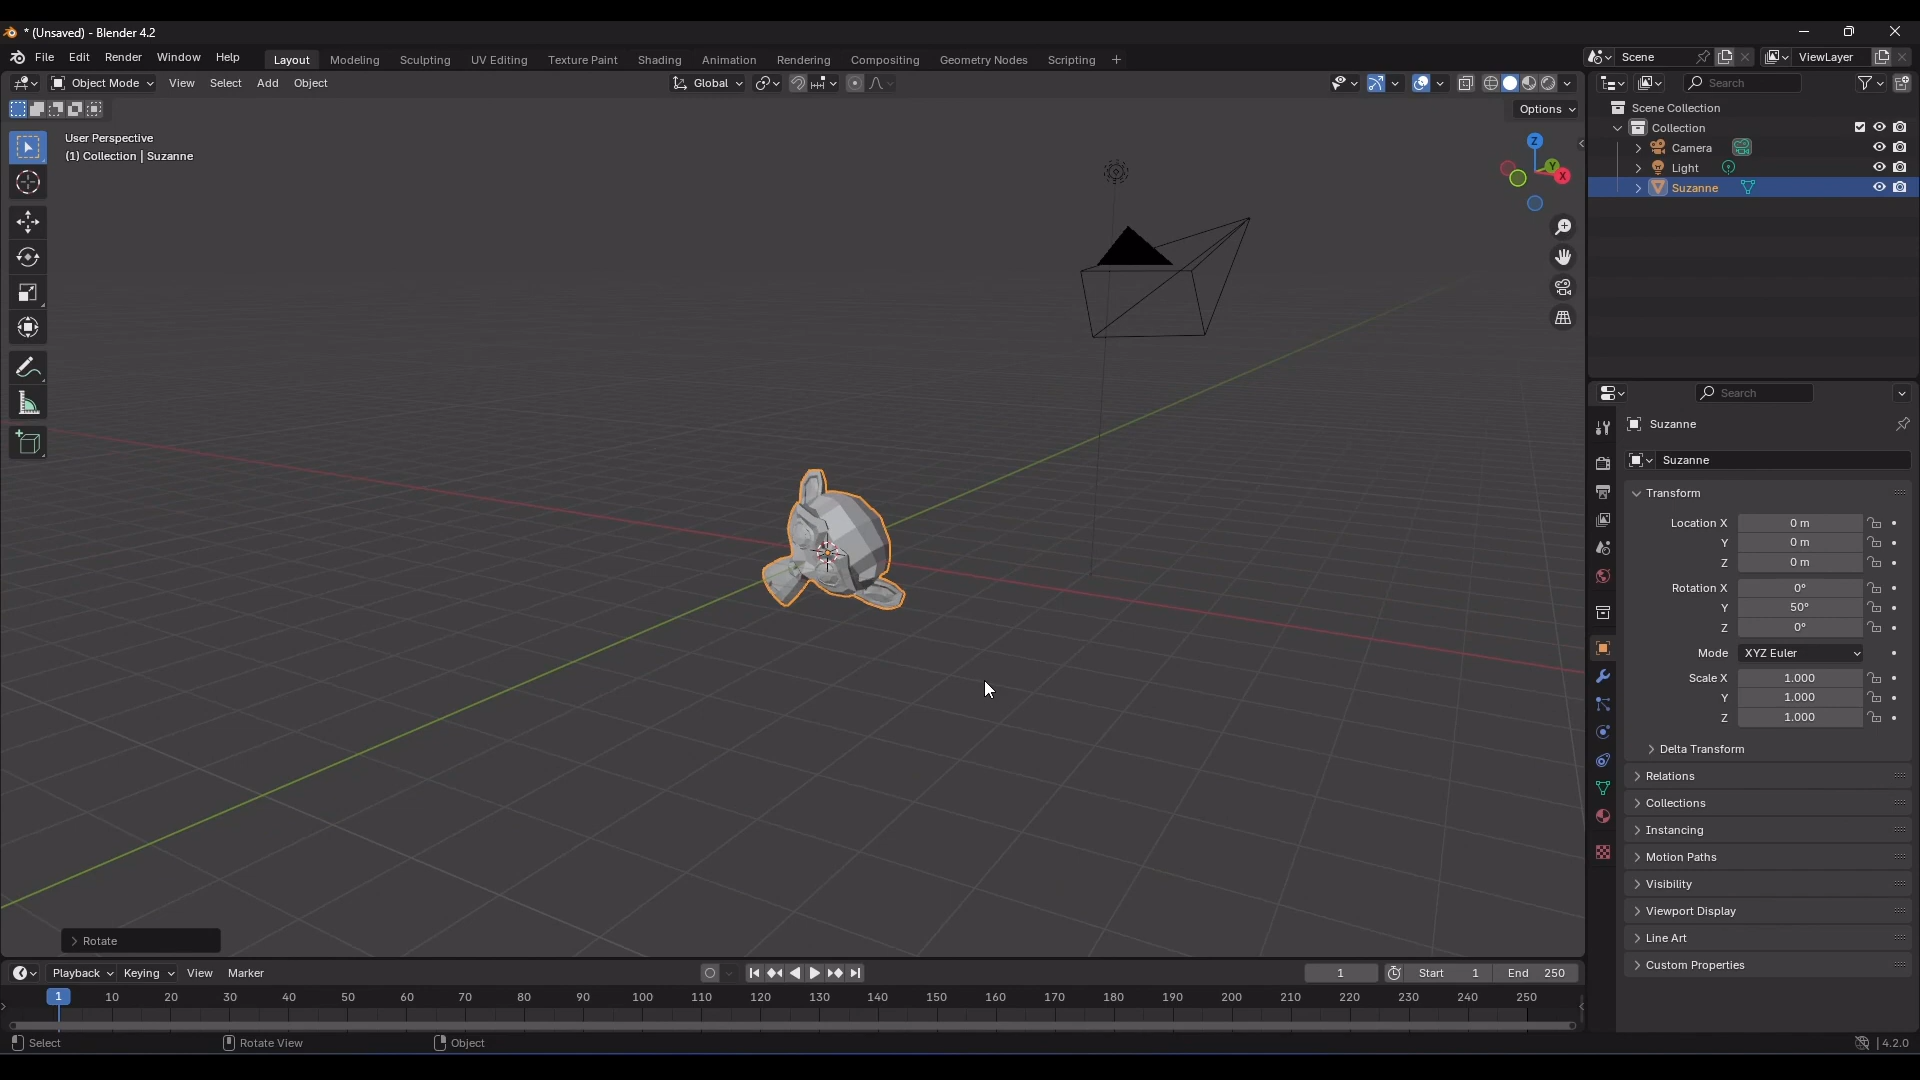 * (Unsaved) - Blender 4.2
File Edit Render Window Help Layout Modeling Sculpting UV Editing Texture Paint Shading Animation Rendering Compositing Geometry Nodes Scripting + Scene ViewLayer
Object Mode View Select Add Object Global Search
Options
User Perspective
(1) Collection | Suzanne
Z
Y
X
Scene Collection
Collection
Camera
Light
Suzanne
Search
Suzanne
Suzanne
Transform
Location X 0 m
Y 0 m
Z 0 m
Rotation X 0°
Y 50°
Z 0°
Mode XYZ Euler
Scale X 1.000
Y 1.000
Z 1.000
Delta Transform
Relations
Collections
Instancing
Motion Paths
Visibility
Viewport Display
Line Art
Custom Properties
Rotate
Playback Keying View Marker 1 Start 1 End 250
1 10 20 30 40 50 60 70 80 90 100 110 120 130 140 150 160 170 180 190 200 210 220 230 240 250
Select Rotate View Object 4.2.0